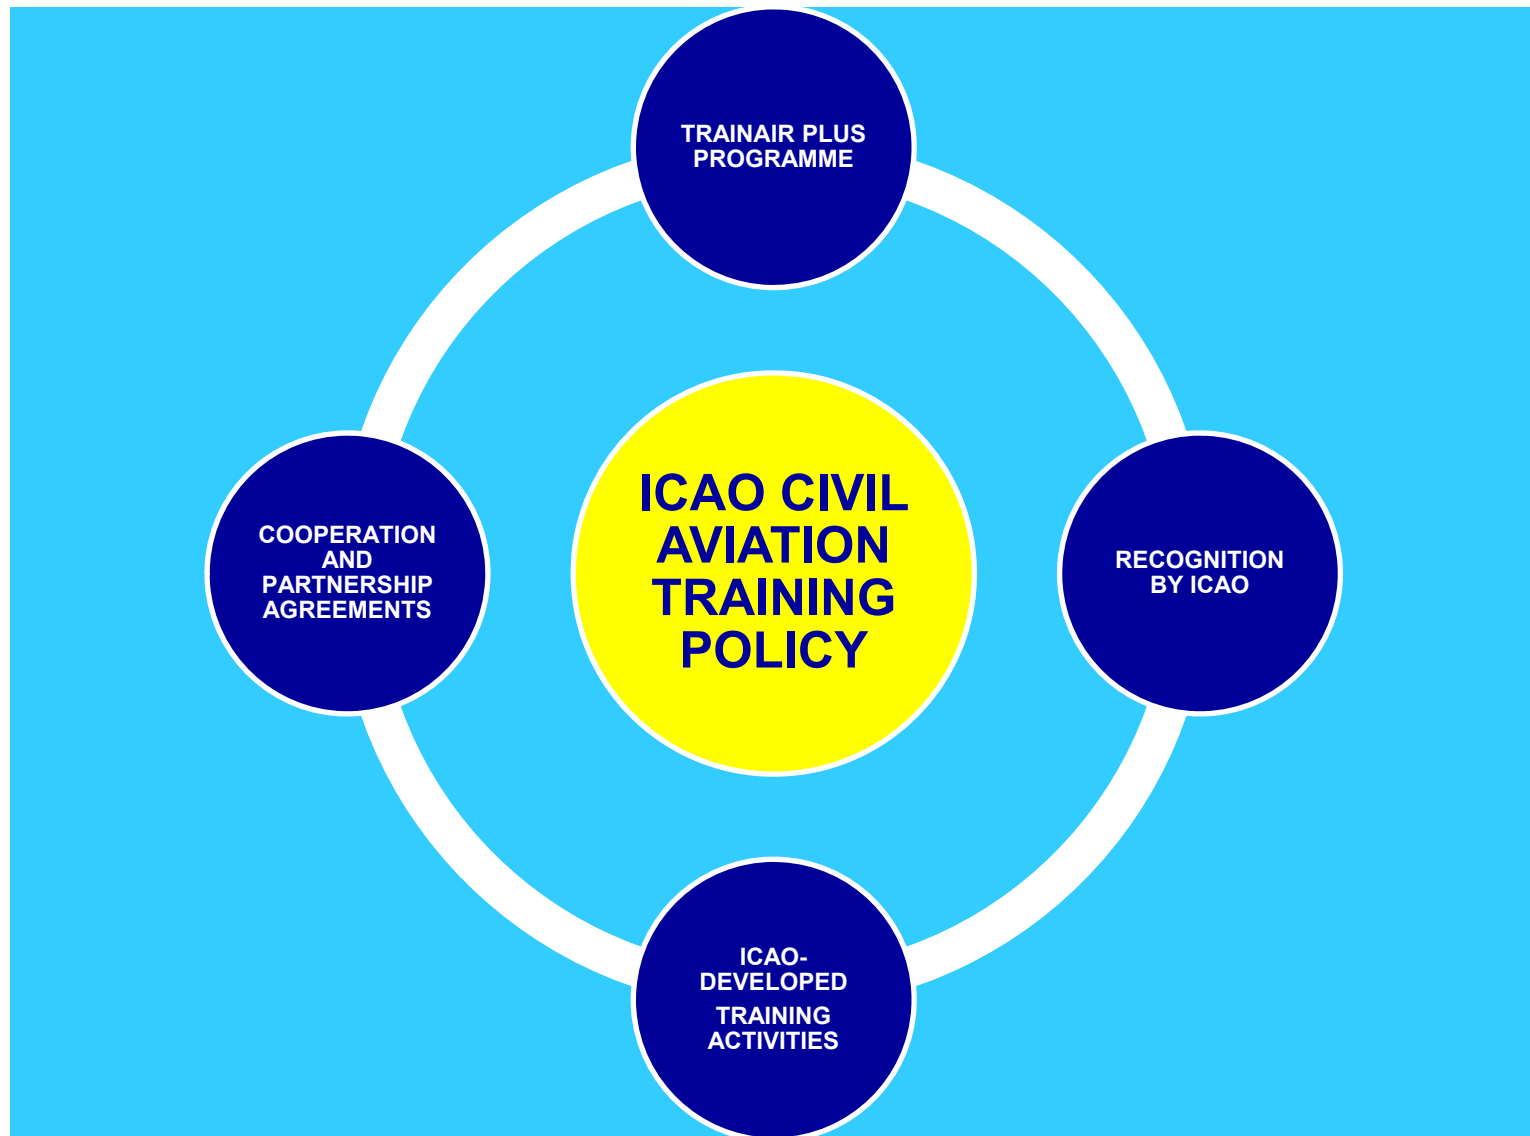 TRAINAIR PLUS
PROGRAMME
COOPERATION
AND
PARTNERSHIP
AGREEMENTS
ICAO CIVIL
AVIATION
TRAINING
POLICY
RECOGNITION
BY ICAO
ICAO-
DEVELOPED
TRAINING
ACTIVITIES